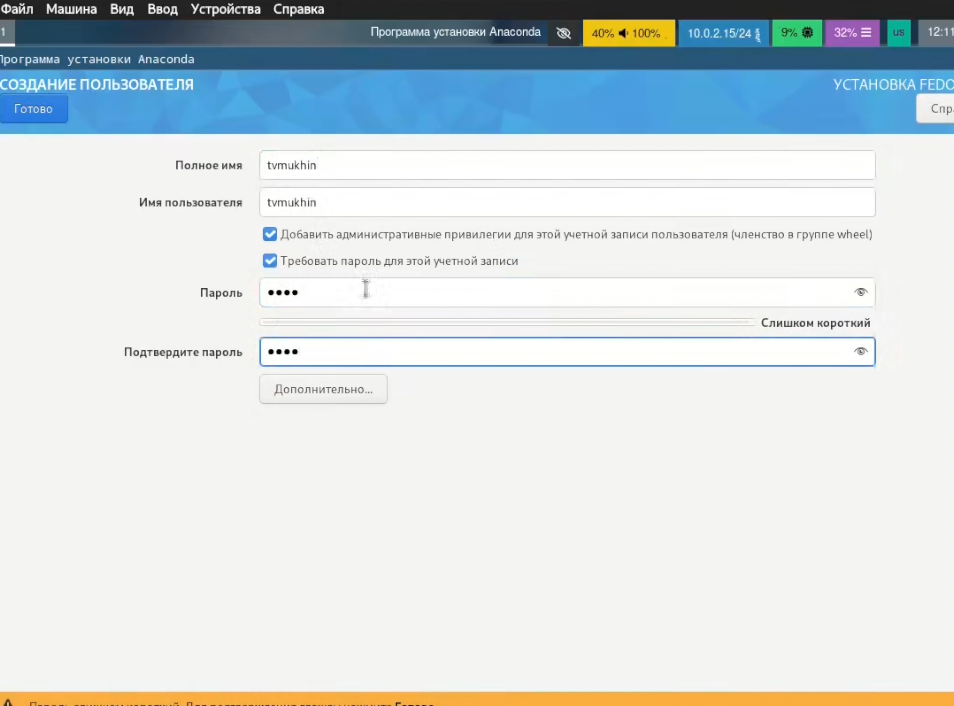 Файл Машина Вид Ввод Устройства Справка
1 Программа установки Anaconda 40% 100% 10.0.2.15/24 9% 32% us 12:11
Программа установки Anaconda
СОЗДАНИЕ ПОЛЬЗОВАТЕЛЯ УСТАНОВКА FEDO
Готово Спр
Полное имя tvmukhin
Имя пользователя tvmukhin
Добавить административные привилегии для этой учетной записи пользователя (членство в группе wheel)
Требовать пароль для этой учетной записи
Пароль ••••
Слишком короткий
Подтвердите пароль ••••
Дополнительно...